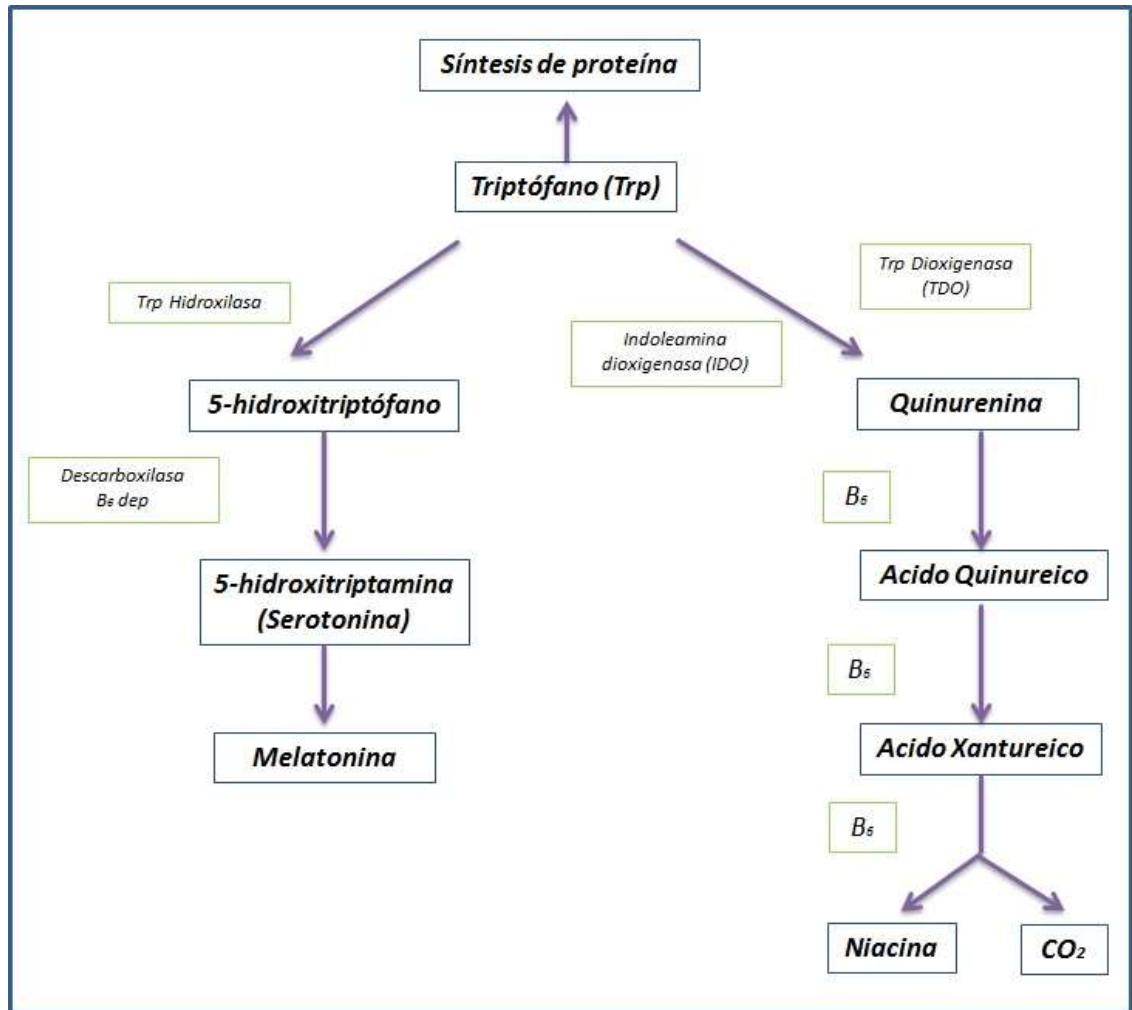 Síntesis de proteína
Triptófano (Trp)
Trp Hidroxilasa
Trp Dioxigenasa
(TDO)
Indoleamina
dioxigenasa (IDO)
5-hidroxitriptófano
Quinurenina
Descarboxilasa
B₆ dep
B₆
5-hidroxitriptamina
(Serotonina)
Acido Quinureico
B₆
Melatonina
Acido Xantureico
B₆
Niacina
CO₂